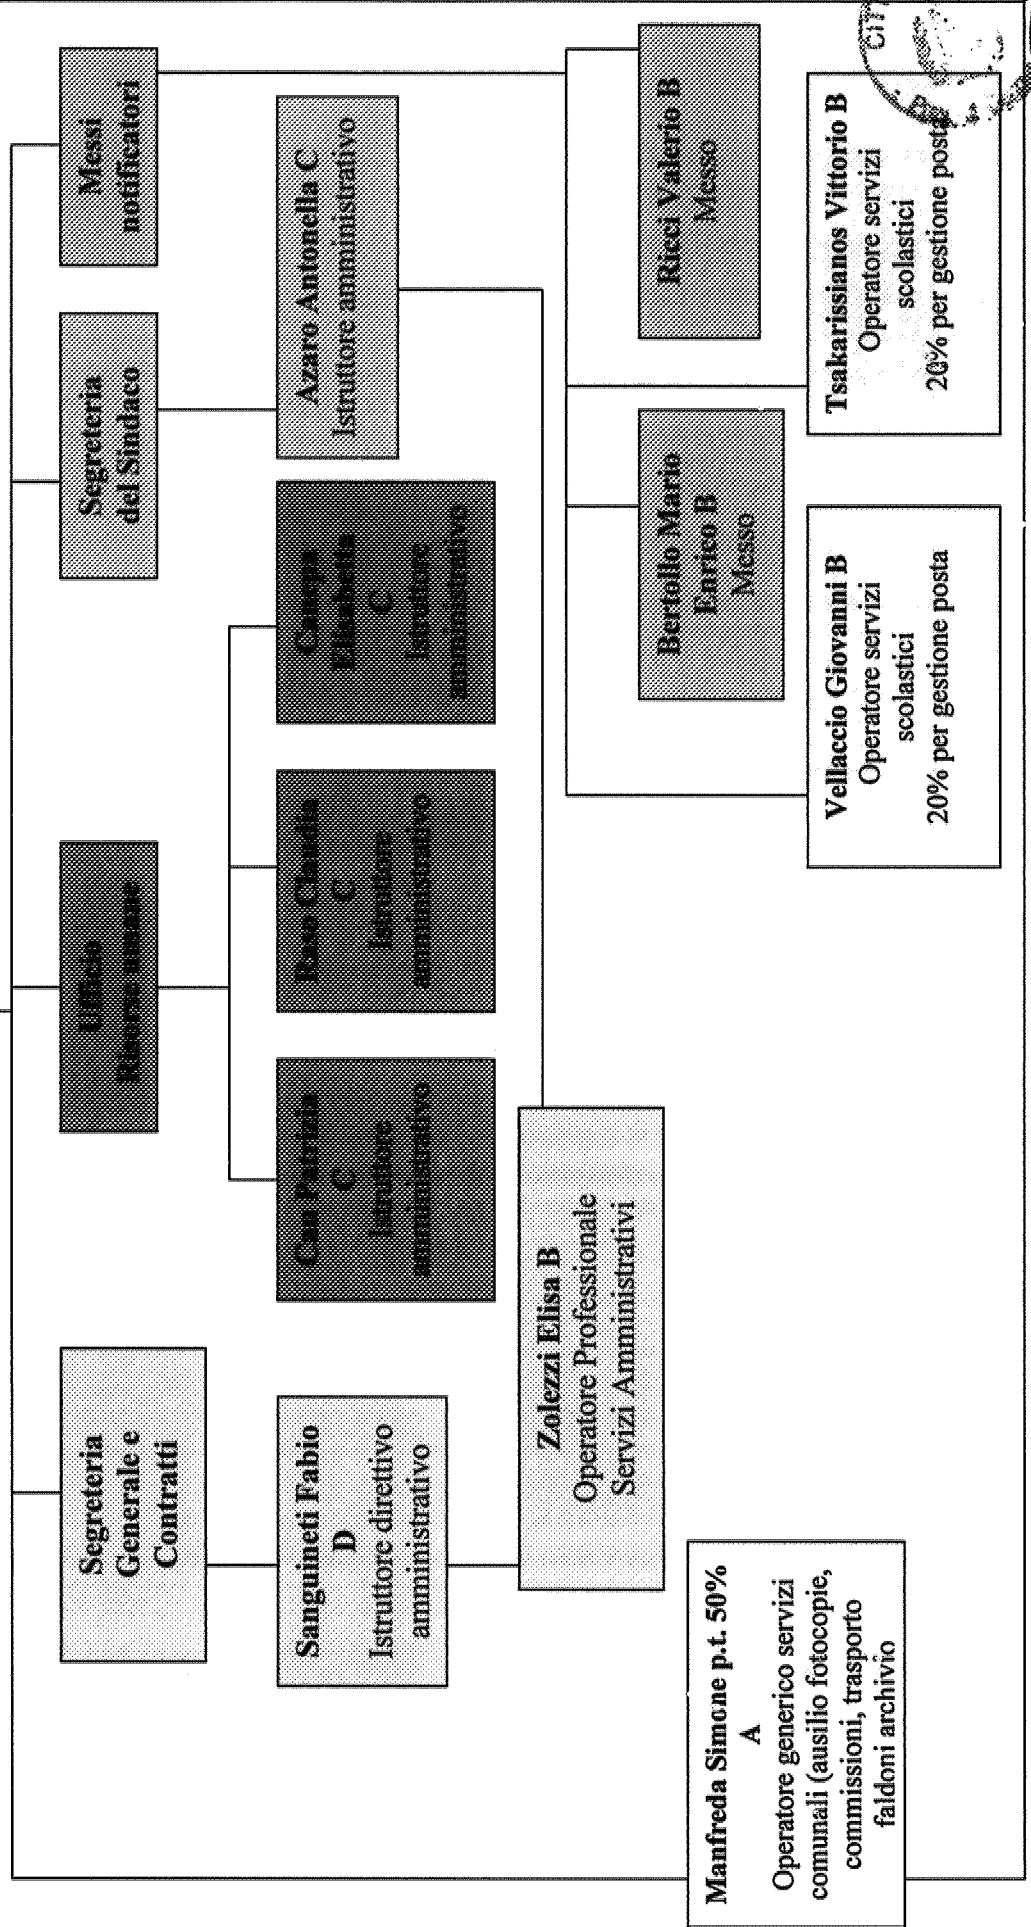 Segreteria
Generale e
Contratti
Ufficio
Risorse umane
Segreteria
del Sindaco
Messi
notificatori
Sanguineti Fabio
D
Istruttore direttivo
amministrativo
Patrizia
C
Istruttore
amministrativo
Claudia
C
Istruttore
amministrativo
Canepa
Elisabetta
C
Istruttore
amministrativo
Azaro Antonella C
Istruttore amministrativo
Zolezzi Elisa B
Operatore Professionale
Servizi Amministrativi
Bertollo Mario
Enrico B
Messo
Ricci Valerio B
Messo
Manfreda Simone p.t. 50%
A
Operatore generico servizi
comunali (ausilio fotocopie,
commissioni, trasporto
faldoni archivio
Vellaccio Giovanni B
Operatore servizi
scolastici
20% per gestione posta
Tsakarissianos Vittorio B
Operatore servizi
scolastici
20% per gestione posta